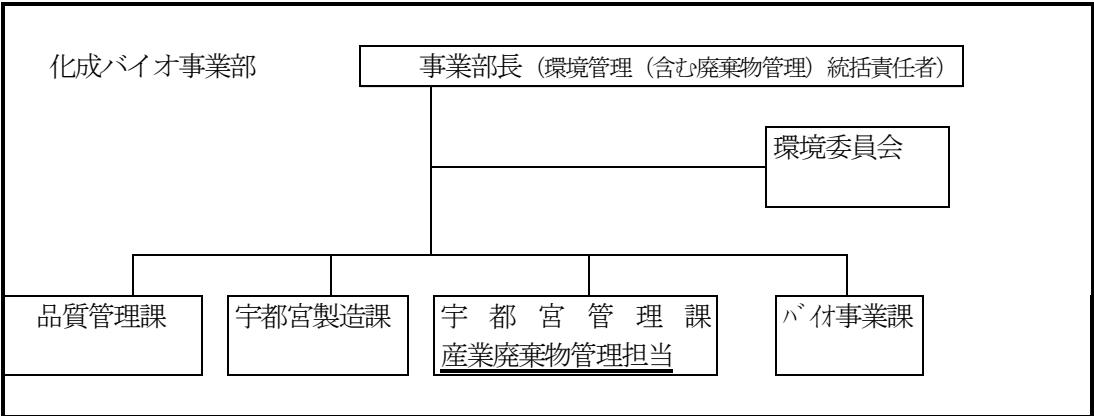 化成バイオ事業部
事業部長（環境管理（含む廃棄物管理）統括責任者）
環境委員会
品質管理課
宇都宮製造課
宇都宮管理課
産業廃棄物管理担当
ﾊﾞｲｵ事業課